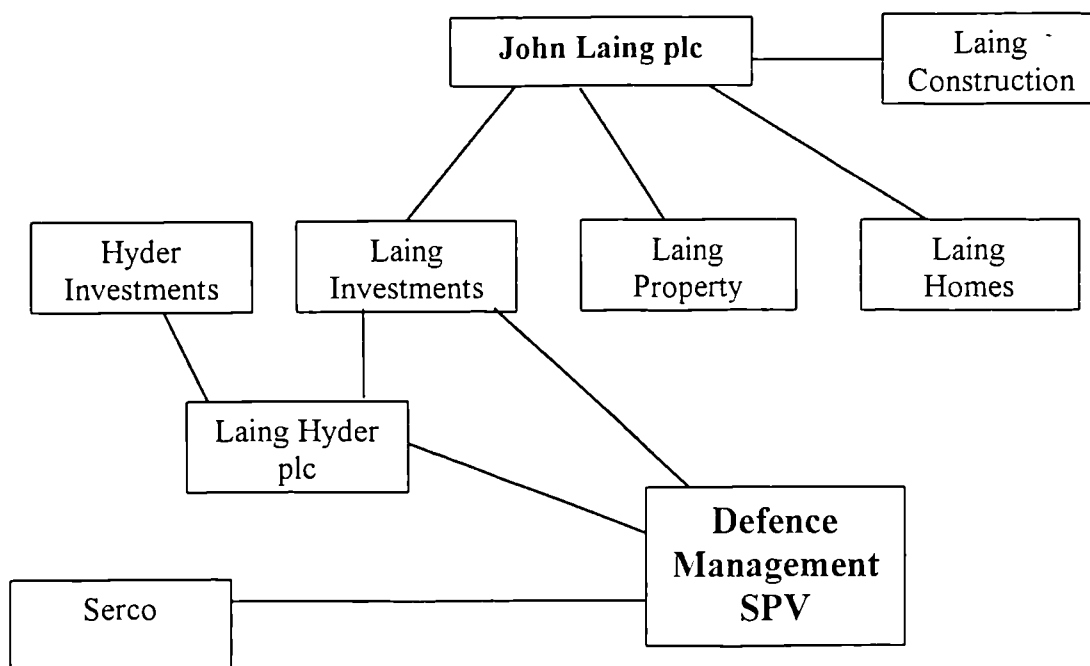 John Laing plc
Laing
Construction
Hyder
Investments
Laing
Investments
Laing
Property
Laing
Homes
Laing Hyder
plc
Defence
Management
SPV
Serco